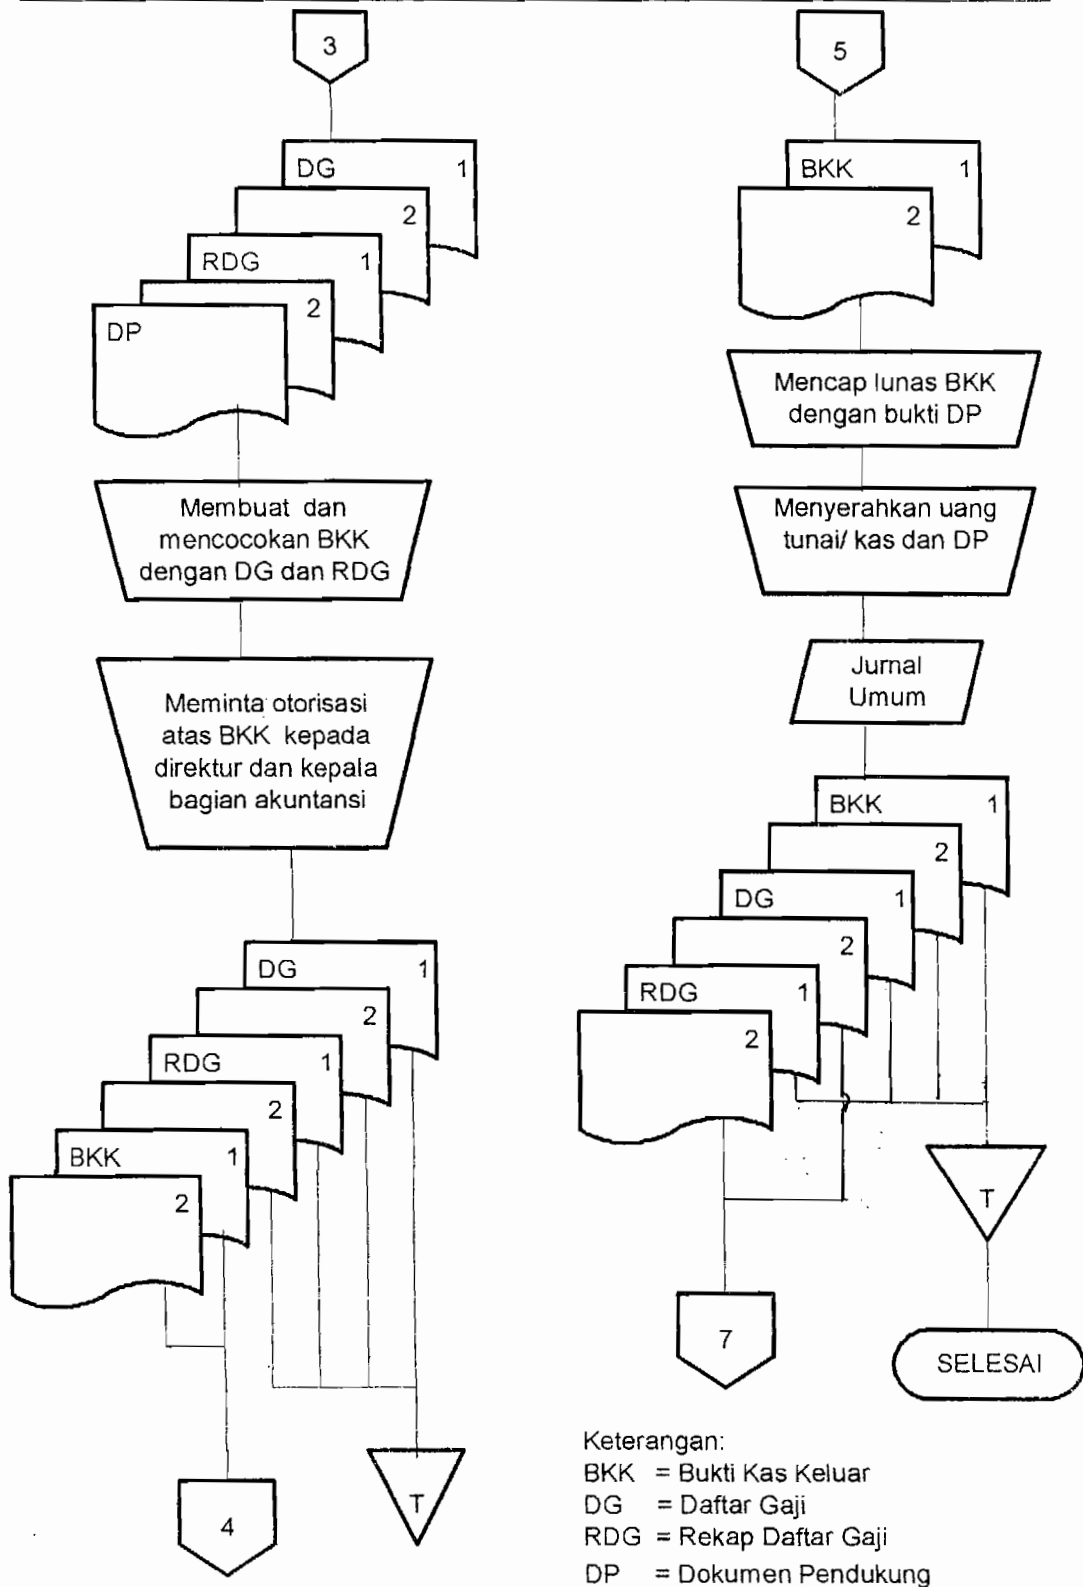 3
DG 1
2
RDG 1
2
DP
Membuat dan
mencocokan BKK
dengan DG dan RDG
Meminta otorisasi
atas BKK kepada
direktur dan kepala
bagian akuntansi
DG 1
2
RDG 1
2
BKK 1
2
4
T
5
BKK 1
2
Mencap lunas BKK
dengan bukti DP
Menyerahkan uang
tunai/ kas dan DP
Jurnal
Umum
BKK 1
2
DG 1
2
RDG 1
2
T
7
SELESAI
Keterangan:
BKK = Bukti Kas Keluar
DG = Daftar Gaji
RDG = Rekap Daftar Gaji
DP = Dokumen Pendukung